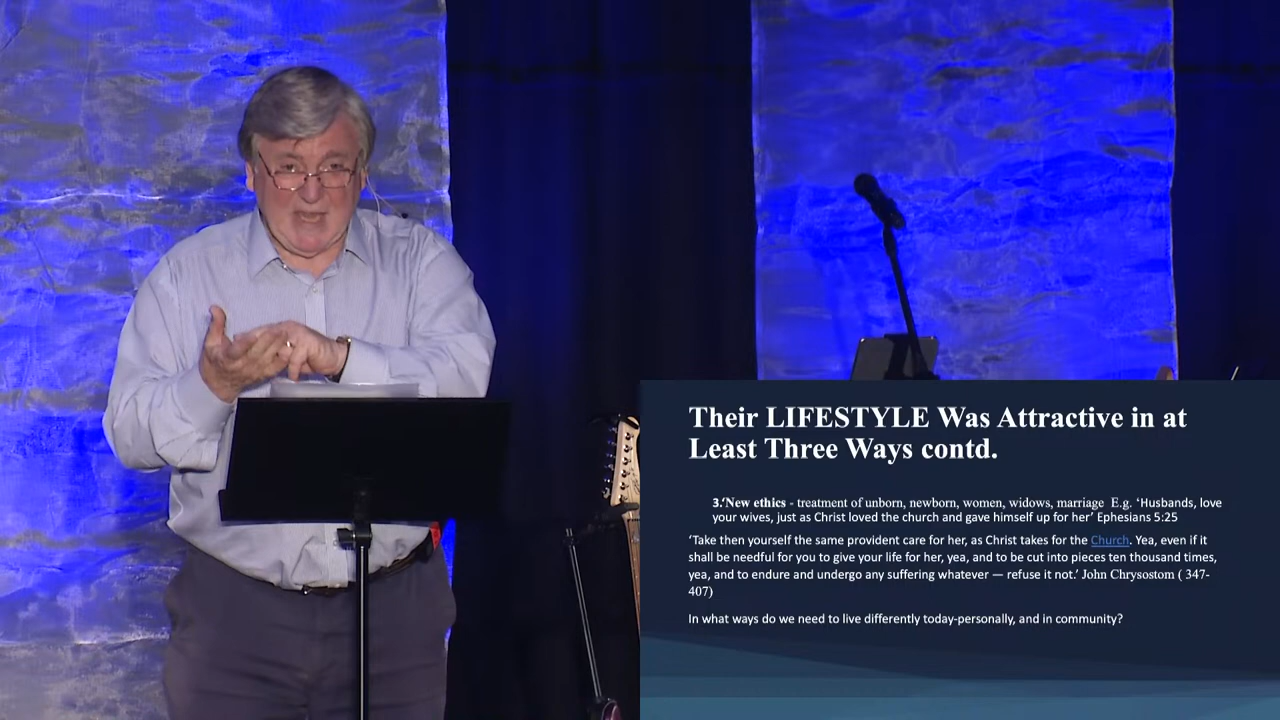 Their LIFESTYLE Was Attractive in at
Least Three Ways contd.
3.‘New ethics - treatment of unborn, newborn, women, widows, marriage  E.g. ‘Husbands, love
your wives, just as Christ loved the church and gave himself up for her’ Ephesians 5:25
‘Take then yourself the same provident care for her, as Christ takes for the Church. Yea, even if it
shall be needful for you to give your life for her, yea, and to be cut into pieces ten thousand times,
yea, and to endure and undergo any suffering whatever — refuse it not.’ John Chrysostom ( 347-
407)
In what ways do we need to live differently today-personally, and in community?